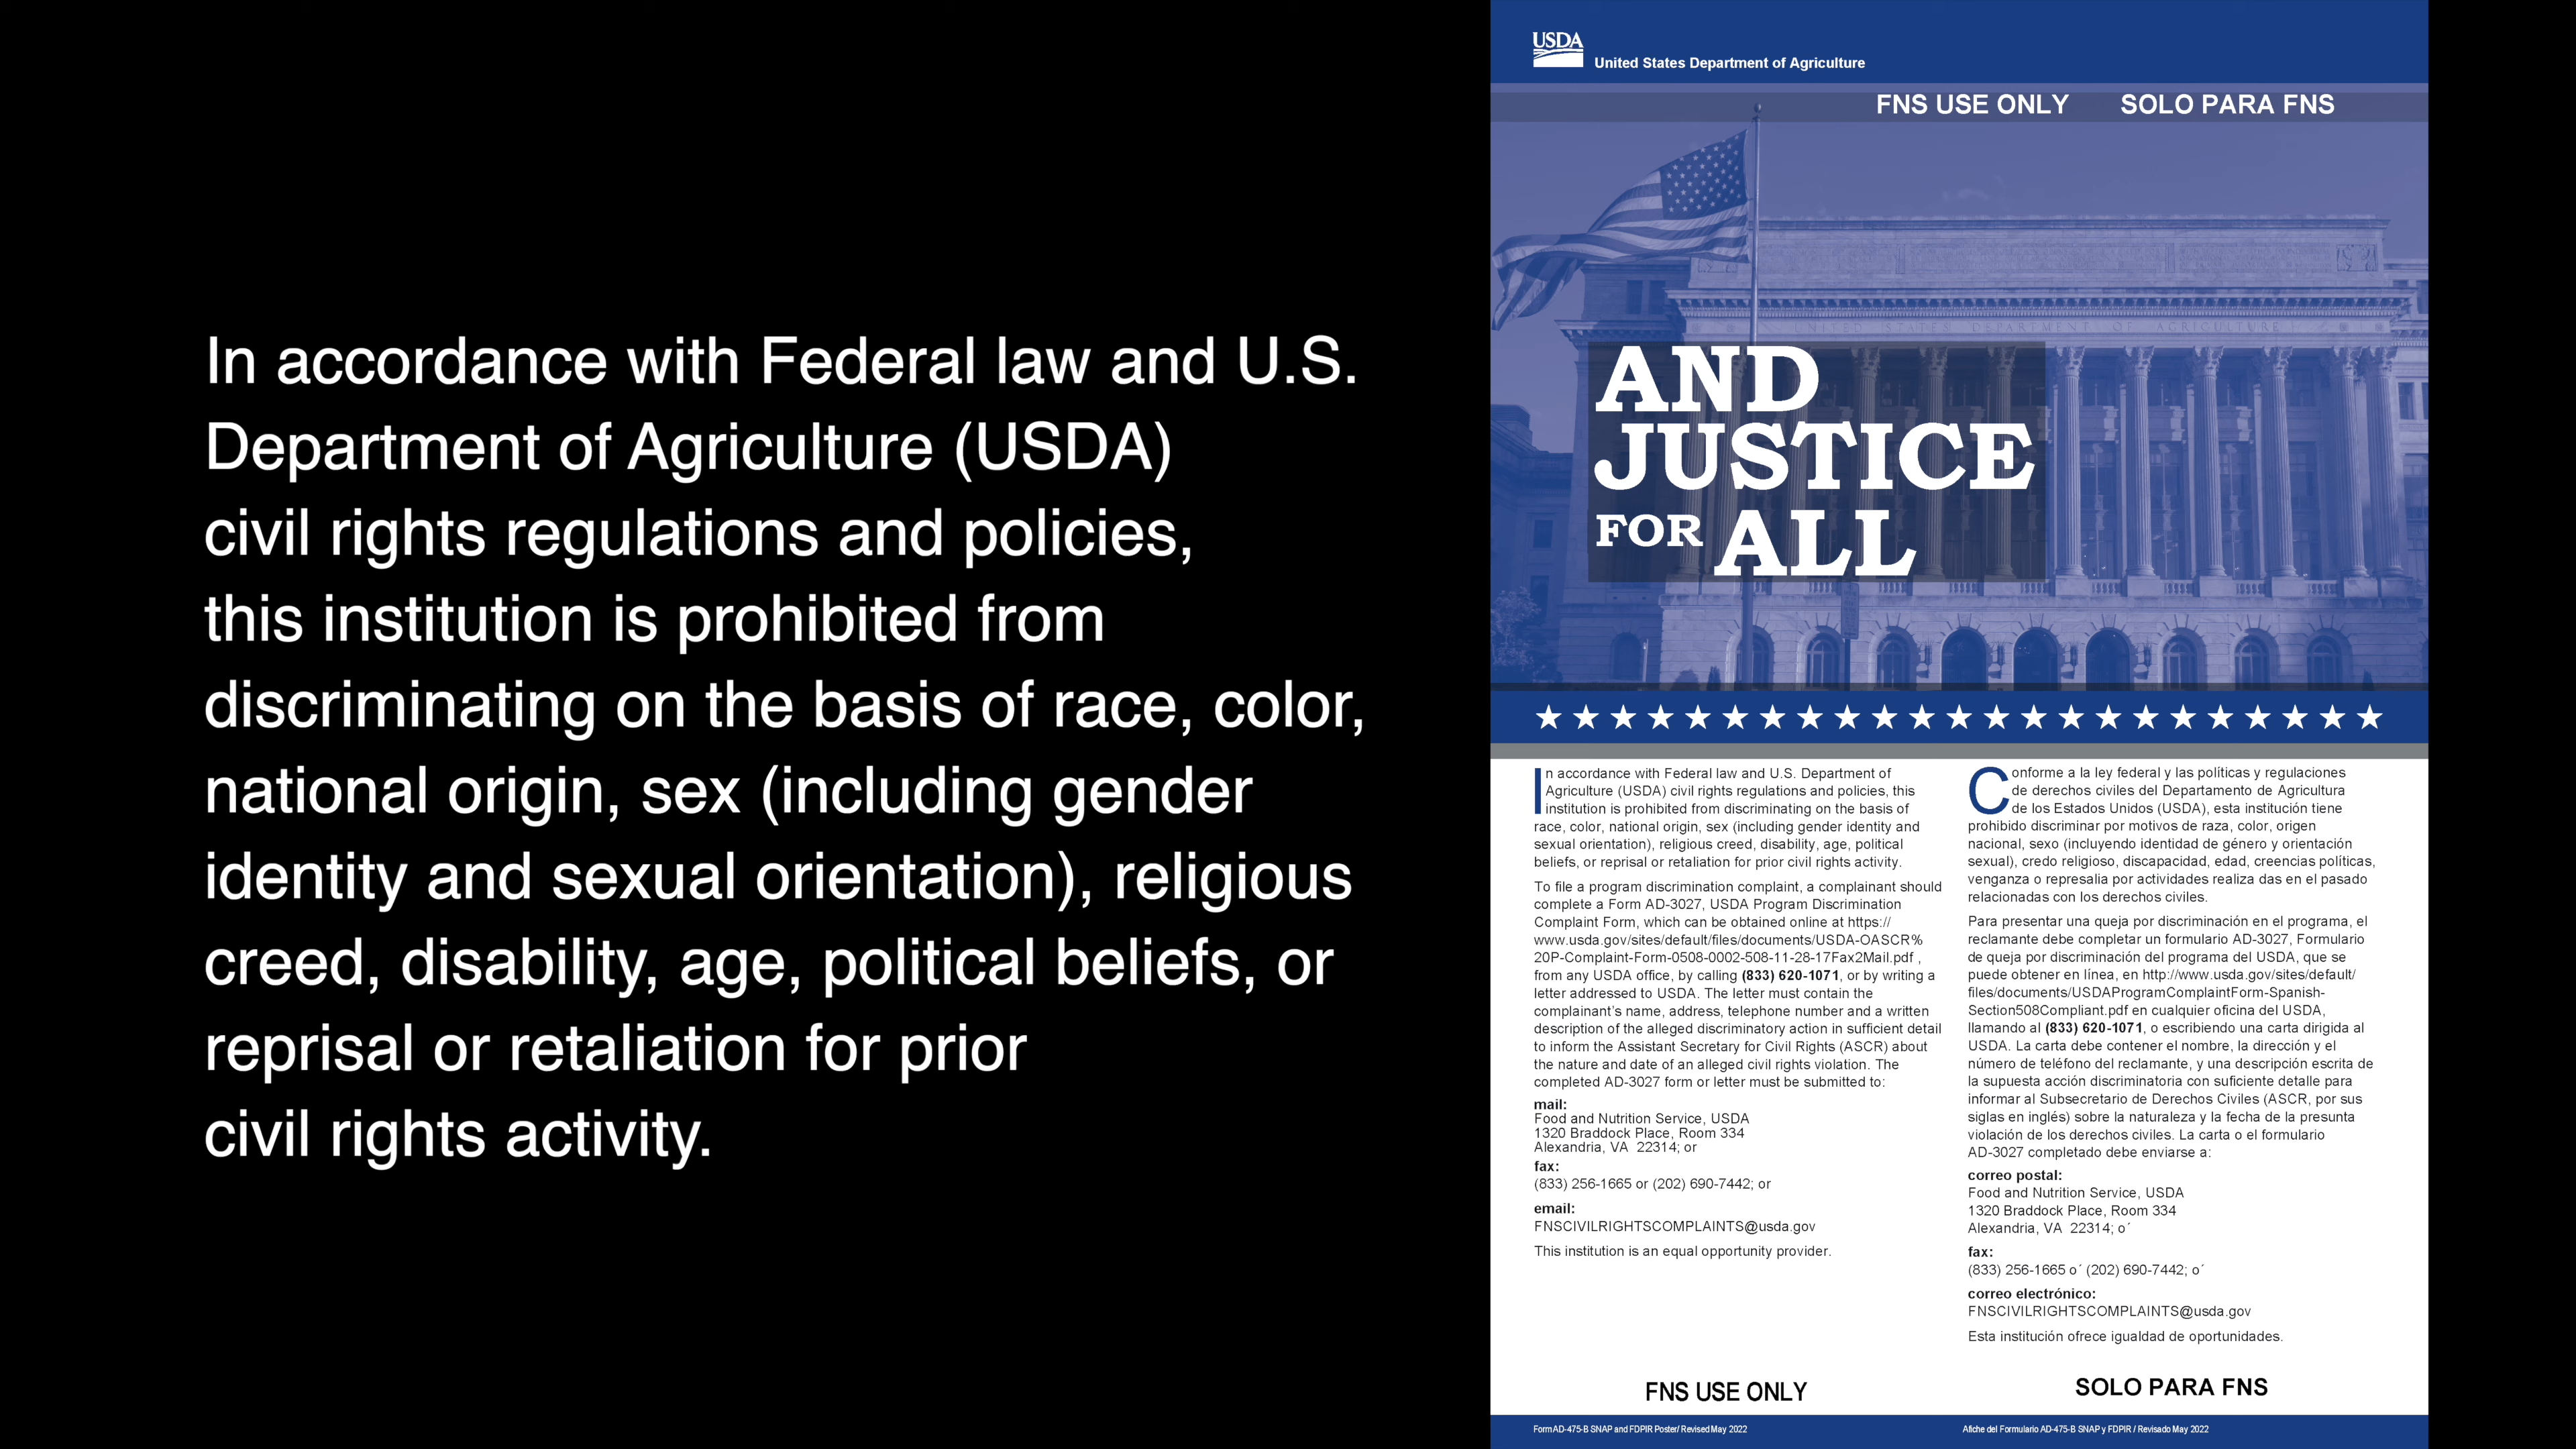 In accordance with Federal law and U.S.
Department of Agriculture (USDA)
civil rights regulations and policies,
this institution is prohibited from
discriminating on the basis of race, color,
national origin, sex (including gender
identity and sexual orientation), religious
creed, disability, age, political beliefs, or
reprisal or retaliation for prior
civil rights activity.
USDA
United States Department of Agriculture
FNS USE ONLY SOLO PARA FNS
UNITED STATES DEPARTMENT OF AGRICULTURE
AND
JUSTICE
FOR ALL
In accordance with Federal law and U.S. Department of
Agriculture (USDA) civil rights regulations and policies, this
institution is prohibited from discriminating on the basis of
race, color, national origin, sex (including gender identity and
sexual orientation), religious creed, disability, age, political
beliefs, or reprisal or retaliation for prior civil rights activity.
To file a program discrimination complaint, a complainant should
complete a Form AD-3027, USDA Program Discrimination
Complaint Form, which can be obtained online at https://
www.usda.gov/sites/default/files/documents/USDA-OASCR%
20P-Complaint-Form-0508-0002-508-11-28-17Fax2Mail.pdf ,
from any USDA office, by calling (833) 620-1071, or by writing a
letter addressed to USDA. The letter must contain the
complainant’s name, address, telephone number and a written
description of the alleged discriminatory action in sufficient detail
to inform the Assistant Secretary for Civil Rights (ASCR) about
the nature and date of an alleged civil rights violation. The
completed AD-3027 form or letter must be submitted to:
mail:
Food and Nutrition Service, USDA
1320 Braddock Place, Room 334
Alexandria, VA 22314; or
fax:
(833) 256-1665 or (202) 690-7442; or
email:
FNSCIVILRIGHTSCOMPLAINTS@usda.gov
This institution is an equal opportunity provider.
FNS USE ONLY
Conforme a la ley federal y las políticas y regulaciones
de derechos civiles del Departamento de Agricultura
de los Estados Unidos (USDA), esta institución tiene
prohibido discriminar por motivos de raza, color, origen
nacional, sexo (incluyendo identidad de género y orientación
sexual), credo religioso, discapacidad, edad, creencias políticas,
venganza o represalia por actividades realiza das en el pasado
relacionadas con los derechos civiles.
Para presentar una queja por discriminación en el programa, el
reclamante debe completar un formulario AD-3027, Formulario
de queja por discriminación del programa del USDA, que se
puede obtener en línea, en http://www.usda.gov/sites/default/
files/documents/USDAProgramComplaintForm-Spanish-
Section508Compliant.pdf en cualquier oficina del USDA,
llamando al (833) 620-1071, o escribiendo una carta dirigida al
USDA. La carta debe contener el nombre, la dirección y el
número de teléfono del reclamante, y una descripción escrita de
la supuesta acción discriminatoria con suficiente detalle para
informar al Subsecretario de Derechos Civiles (ASCR, por sus
siglas en inglés) sobre la naturaleza y la fecha de la presunta
violación de los derechos civiles. La carta o el formulario
AD-3027 completado debe enviarse a:
correo postal:
Food and Nutrition Service, USDA
1320 Braddock Place, Room 334
Alexandria, VA 22314; o´
fax:
(833) 256-1665 o´ (202) 690-7442; o´
correo electrónico:
FNSCIVILRIGHTSCOMPLAINTS@usda.gov
Esta institución ofrece igualdad de oportunidades.
SOLO PARA FNS
Form AD-475-B SNAP and FDPIR Poster/ Revised May 2022
Afiche del Formulario AD-475-B SNAP y FDPIR / Revisado May 2022